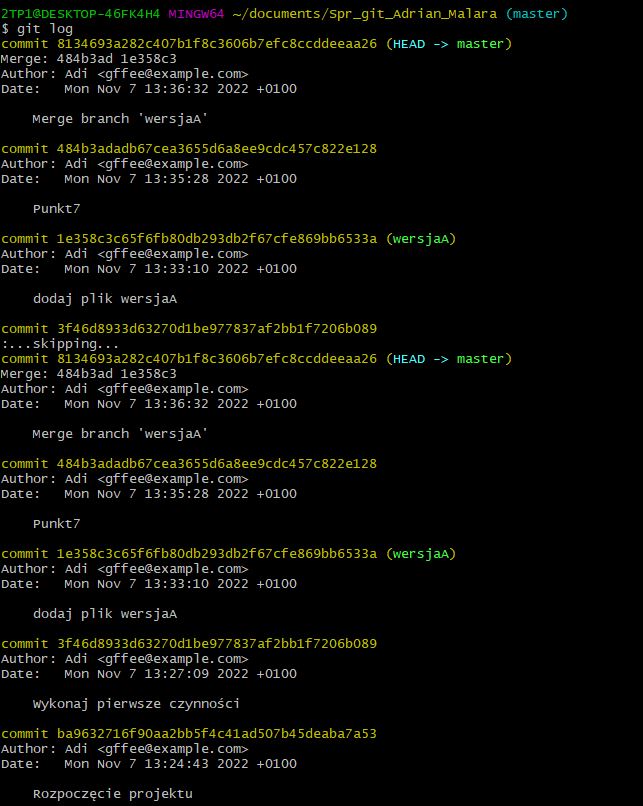 2TP1@DESKTOP-46FK4H4 MINGW64 ~/documents/Spr_git_Adrian_Malara (master)
$ git log
commit 8134693a282c407b1f8c3606b7efc8ccddeeaa26 (HEAD -> master)
Merge: 484b3ad 1e358c3
Author: Adi <gffee@example.com>
Date:   Mon Nov 7 13:36:32 2022 +0100

    Merge branch 'wersjaA'

commit 484b3adadb67cea3655d6a8ee9cdc457c822e128
Author: Adi <gffee@example.com>
Date:   Mon Nov 7 13:35:28 2022 +0100

    Punkt7

commit 1e358c3c65f6fb80db293db2f67cfe869bb6533a (wersjaA)
Author: Adi <gffee@example.com>
Date:   Mon Nov 7 13:33:10 2022 +0100

    dodaj plik wersjaA

commit 3f46d8933d63270d1be977837af2bb1f7206b089
:...skipping...
commit 8134693a282c407b1f8c3606b7efc8ccddeeaa26 (HEAD -> master)
Merge: 484b3ad 1e358c3
Author: Adi <gffee@example.com>
Date:   Mon Nov 7 13:36:32 2022 +0100

    Merge branch 'wersjaA'

commit 484b3adadb67cea3655d6a8ee9cdc457c822e128
Author: Adi <gffee@example.com>
Date:   Mon Nov 7 13:35:28 2022 +0100

    Punkt7

commit 1e358c3c65f6fb80db293db2f67cfe869bb6533a (wersjaA)
Author: Adi <gffee@example.com>
Date:   Mon Nov 7 13:33:10 2022 +0100

    dodaj plik wersjaA

commit 3f46d8933d63270d1be977837af2bb1f7206b089
Author: Adi <gffee@example.com>
Date:   Mon Nov 7 13:27:09 2022 +0100

    Wykonaj pierwsze czynności

commit ba9632716f90aa2bb5f4c41ad507b45deaba7a53
Author: Adi <gffee@example.com>
Date:   Mon Nov 7 13:24:43 2022 +0100

    Rozpoczęcie projektu